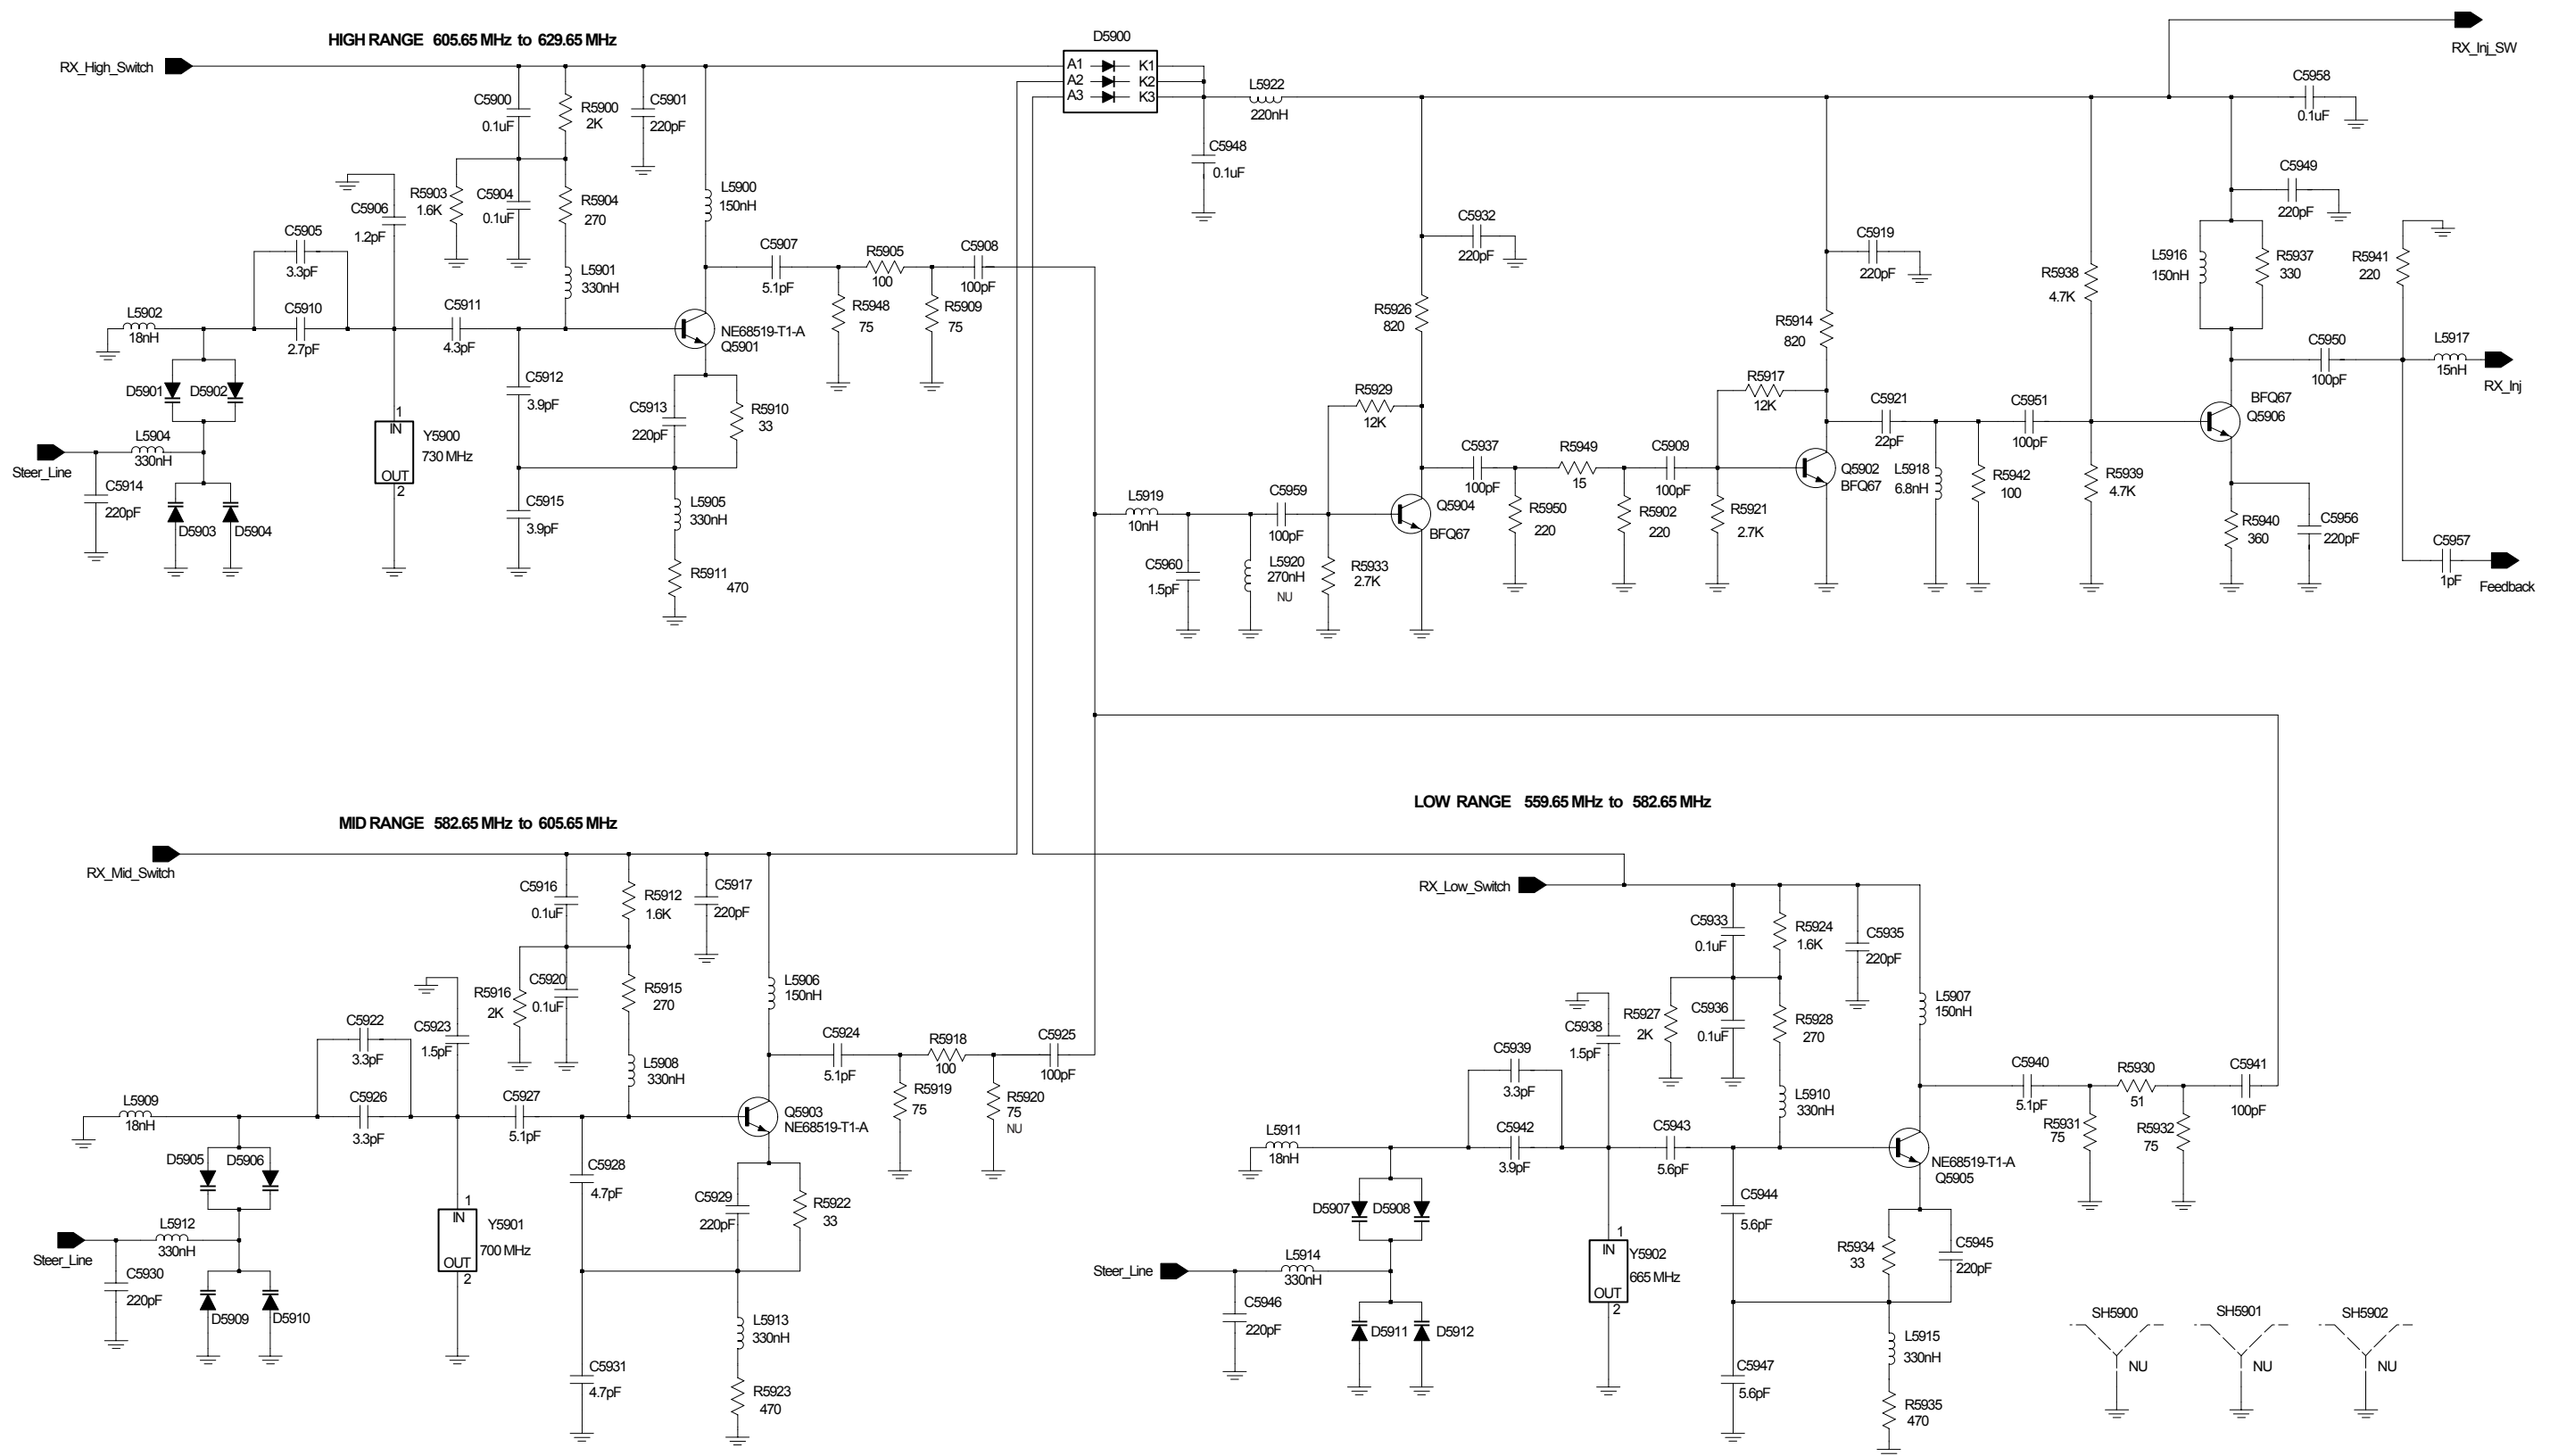 HIGH RANGE 605.65 MHz to 629.65 MHz
RX_High_Switch
C5900
0.1uF
R5900
2K
C5901
220pF
R5903
1.6K
C5904
0.1uF
R5904
270
L5901
330nH
L5900
150nH
C5906
1.2pF
C5905
3.3pF
L5902
18nH
C5910
2.7pF
C5911
4.3pF
NE68519-T1-A
Q5901
C5907
5.1pF
R5905
100
C5908
100pF
R5948
75
R5909
75
D5901
D5902
L5904
330nH
Steer_Line
C5914
220pF
D5903
D5904
1
IN
OUT
2
Y5900
730 MHz
C5912
3.9pF
C5913
220pF
R5910
33
C5915
3.9pF
L5905
330nH
R5911
470
D5900
A1
K1
A2
K2
A3
K3
L5922
220nH
C5948
0.1uF
RX_Inj_SW
C5958
0.1uF
C5949
220pF
C5932
220pF
C5919
220pF
R5926
820
R5914
820
R5938
4.7K
L5916
150nH
R5937
330
R5941
220
R5929
12K
R5917
12K
C5950
100pF
L5917
15nH
RX_Inj
BFQ67
Q5906
L5919
10nH
C5959
100pF
C5960
1.5pF
L5920
270nH
NU
R5933
2.7K
Q5904
BFQ67
C5937
100pF
R5949
15
C5909
100pF
R5950
220
R5902
220
R5921
2.7K
Q5902
BFQ67
C5921
22pF
L5918
6.8nH
R5942
100
C5951
100pF
R5939
4.7K
R5940
360
C5956
220pF
C5957
1pF
Feedback
MID RANGE 582.65 MHz to 605.65 MHz
RX_Mid_Switch
C5916
0.1uF
R5912
1.6K
C5917
220pF
R5916
2K
C5920
0.1uF
R5915
270
L5908
330nH
L5906
150nH
C5922
3.3pF
C5923
1.5pF
L5909
18nH
C5926
3.3pF
C5927
5.1pF
Q5903
NE68519-T1-A
C5924
5.1pF
R5918
100
C5925
100pF
R5919
75
R5920
75
NU
D5905
D5906
L5912
330nH
Steer_Line
C5930
220pF
D5909
D5910
1
IN
OUT
2
Y5901
700 MHz
C5928
4.7pF
C5929
220pF
R5922
33
C5931
4.7pF
L5913
330nH
R5923
470
LOW RANGE 559.65 MHz to 582.65 MHz
RX_Low_Switch
C5933
0.1uF
R5924
1.6K
C5935
220pF
R5927
2K
C5936
0.1uF
R5928
270
L5910
330nH
L5907
150nH
C5938
1.5pF
C5939
3.3pF
L5911
18nH
C5942
3.9pF
C5943
5.6pF
NE68519-T1-A
Q5905
C5940
5.1pF
R5930
51
C5941
100pF
R5931
75
R5932
75
D5907
D5908
L5914
330nH
Steer_Line
C5946
220pF
D5911
D5912
1
IN
OUT
2
Y5902
665 MHz
C5944
5.6pF
R5934
33
C5945
220pF
C5947
5.6pF
L5915
330nH
R5935
470
SH5900
NU
SH5901
NU
SH5902
NU